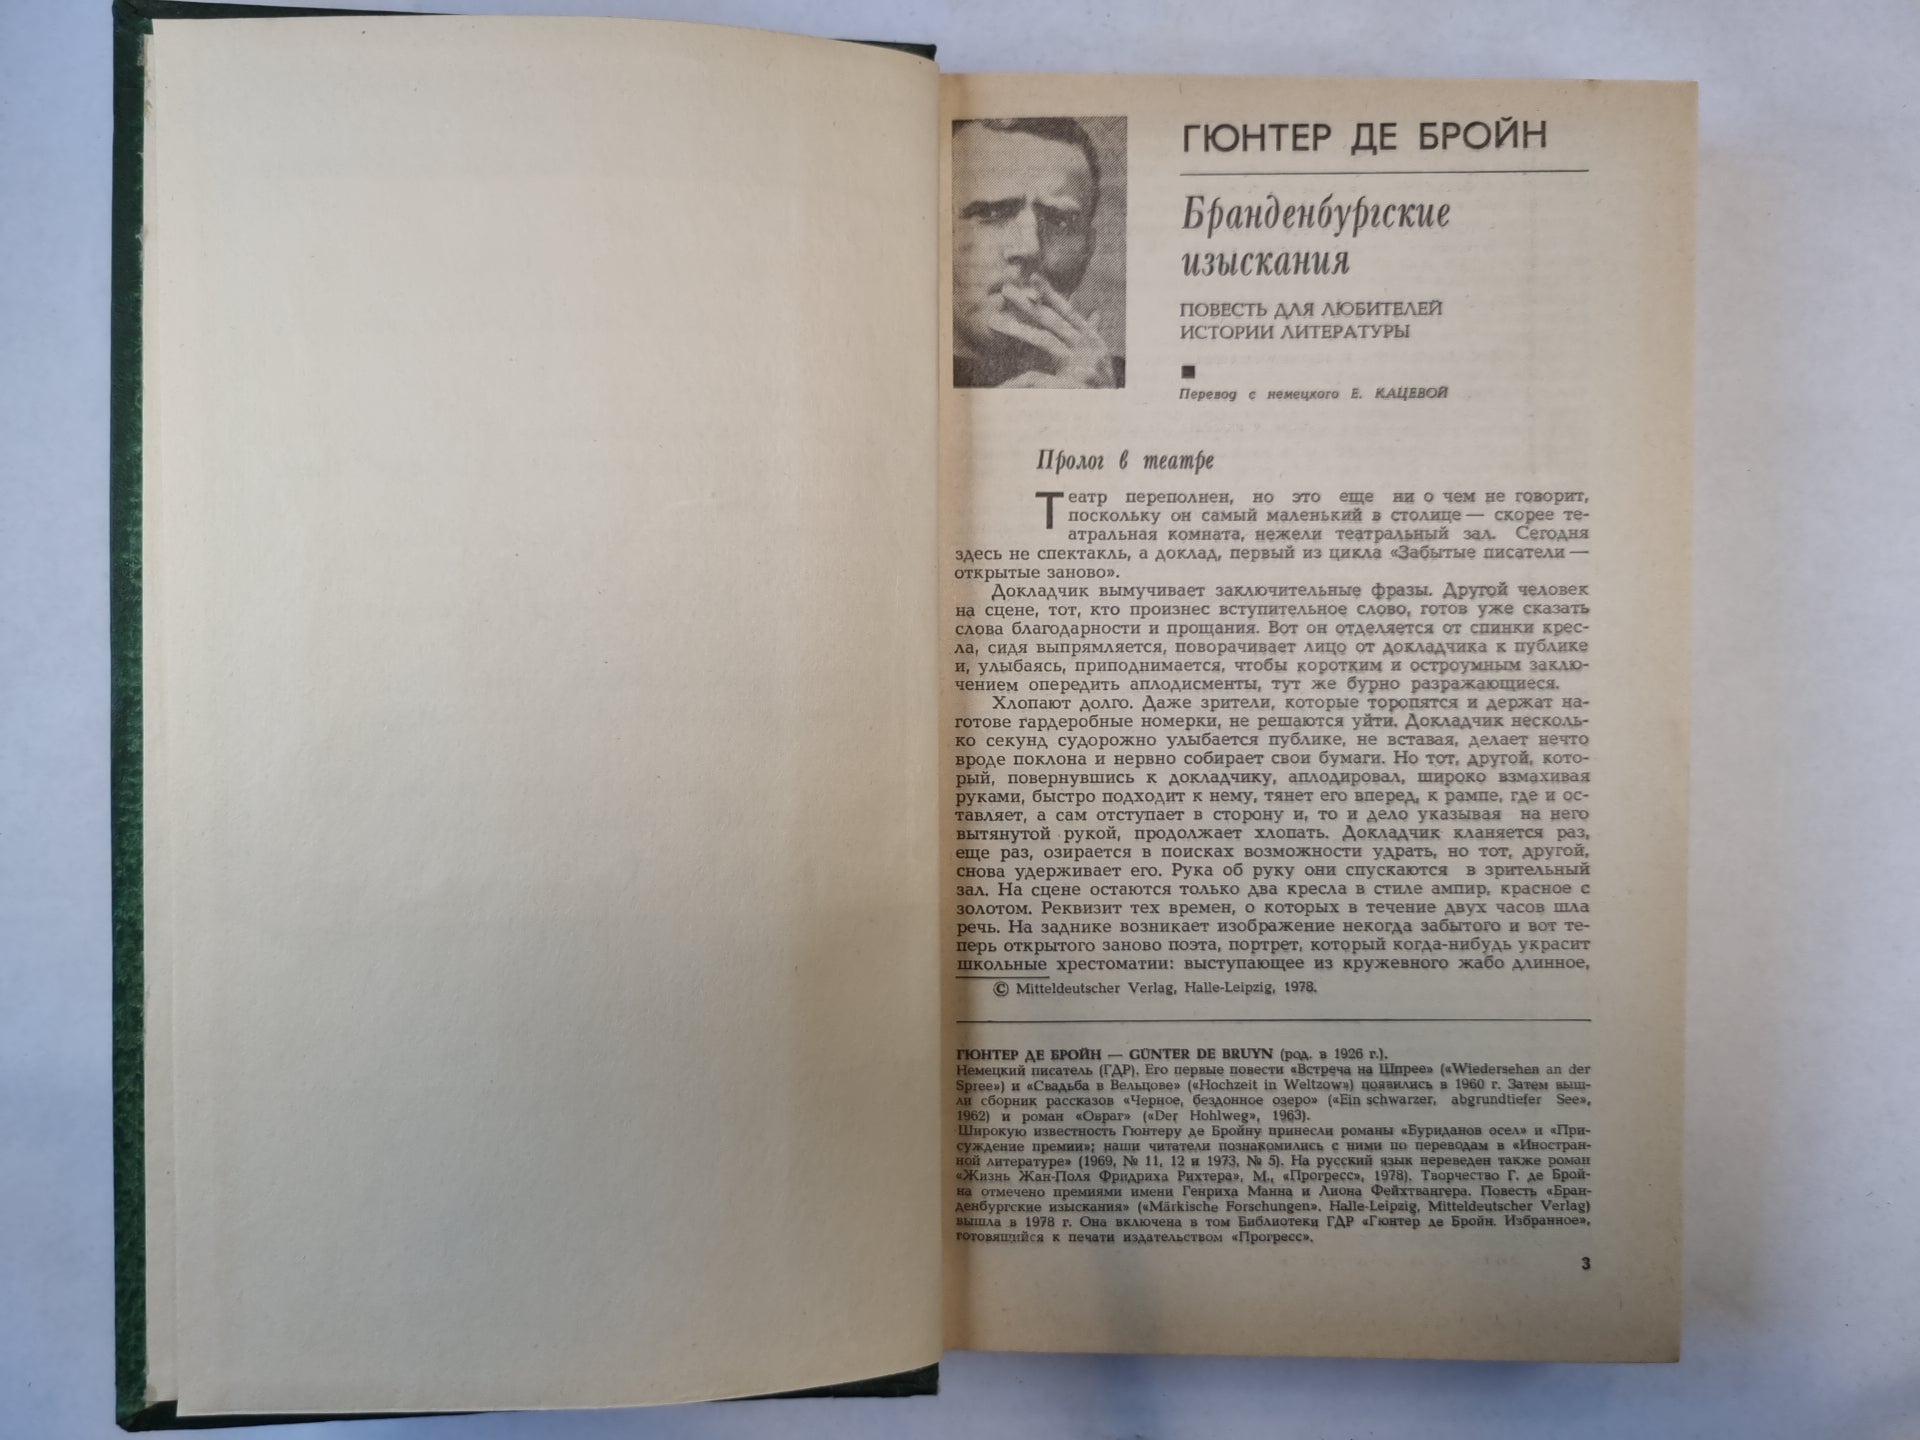 ГЮНТЕР ДЕ БРОЙН
Бранденбургские
изыскания
ПОВЕСТЬ ДЛЯ ЛЮБИТЕЛЕЙ
ИСТОРИИ ЛИТЕРАТУРЫ
Перевод с немецкого Е. КАЦЕВОЙ
Пролог в театре
Театр переполнен, но это еще ни о чем не говорит,
поскольку он самый маленький в столице — скорее те-
атральная комната, нежели театральный зал. Сегодня
здесь не спектакль, а доклад, первый из цикла «Забытые писатели —
открытые заново».
Докладчик вымучивает заключительные фразы. Другой человек
на сцене, тот, кто произнес вступительное слово, готов уже сказать
слова благодарности и прощания. Вот он отделяется от спинки крес-
ла, сидя выпрямляется, поворачивает лицо от докладчика к публике
и, улыбаясь, приподнимается, чтобы коротким и остроумным заклю-
чением опередить аплодисменты, тут же бурно разражающиеся.
Хлопают долго. Даже зрители, которые торопятся и держат на-
готове гардеробные номерки, не решаются уйти. Докладчик несколь-
ко секунд судорожно улыбается публике, не вставая, делает нечто
вроде поклона и нервно собирает свои бумаги. Но тот, другой, кото-
рый, повернувшись к докладчику, аплодировал, широко взмахивая
руками, быстро подходит к нему, тянет его вперед, к рампе, где и ос-
тавляет, а сам отступает в сторону и, то и дело указывая на него
вытянутой рукой, продолжает хлопать. Докладчик кланяется раз,
еще раз, озирается в поисках возможности удрать, но тот, другой,
снова удерживает его. Рука об руку они спускаются в зрительный
зал. На сцене остаются только два кресла в стиле ампир, красное с
золотом. Реквизит тех времен, о которых в течение двух часов шла
речь. На заднике возникает изображение некогда забытого и вот те-
перь открытого заново поэта, портрет, который когда-нибудь украсит
школьные хрестоматии: выступающее из кружевного жабо длинное,
© Mitteldeutscher Verlag, Halle-Leipzig, 1978.
ГЮНТЕР ДЕ БРОЙН — GÜNTER DE BRUYN (род. в 1926 г.).
Немецкий писатель (ГДР). Его первые повести «Встреча на Шпрее» («Wiedersehen an der
Spree») и «Свадьба в Вельцове» («Hochzeit in Weltzow») появились в 1960 г. Затем выш-
ли сборник рассказов «Черное, бездонное озеро» («Ein schwarzer, abgrundtiefer See»,
1962) и роман «Овраг» («Der Hohlweg», 1963).
Широкую известность Гюнтеру де Бройну принесли романы «Буриданов осел» и «При-
суждение премии»; наши читатели познакомились с ними по переводам в «Иностран-
ной литературе» (1969, № 11, 12 и 1973, № 5). На русский язык переведен также роман
«Жизнь Жан-Поля Фридриха Рихтера», М., «Прогресс», 1978). Творчество Г. де Брой-
на отмечено премиями имени Генриха Манна и Лиона Фейхтвангера. Повесть «Бран-
денбургские изыскания» («Märkische Forschungen». Halle-Leipzig, Mitteldeutscher Verlag)
вышла в 1978 г. Она включена в том Библиотеки ГДР «Гюнтер де Бройн. Избранное»,
готовящийся к печати издательством «Прогресс».
3